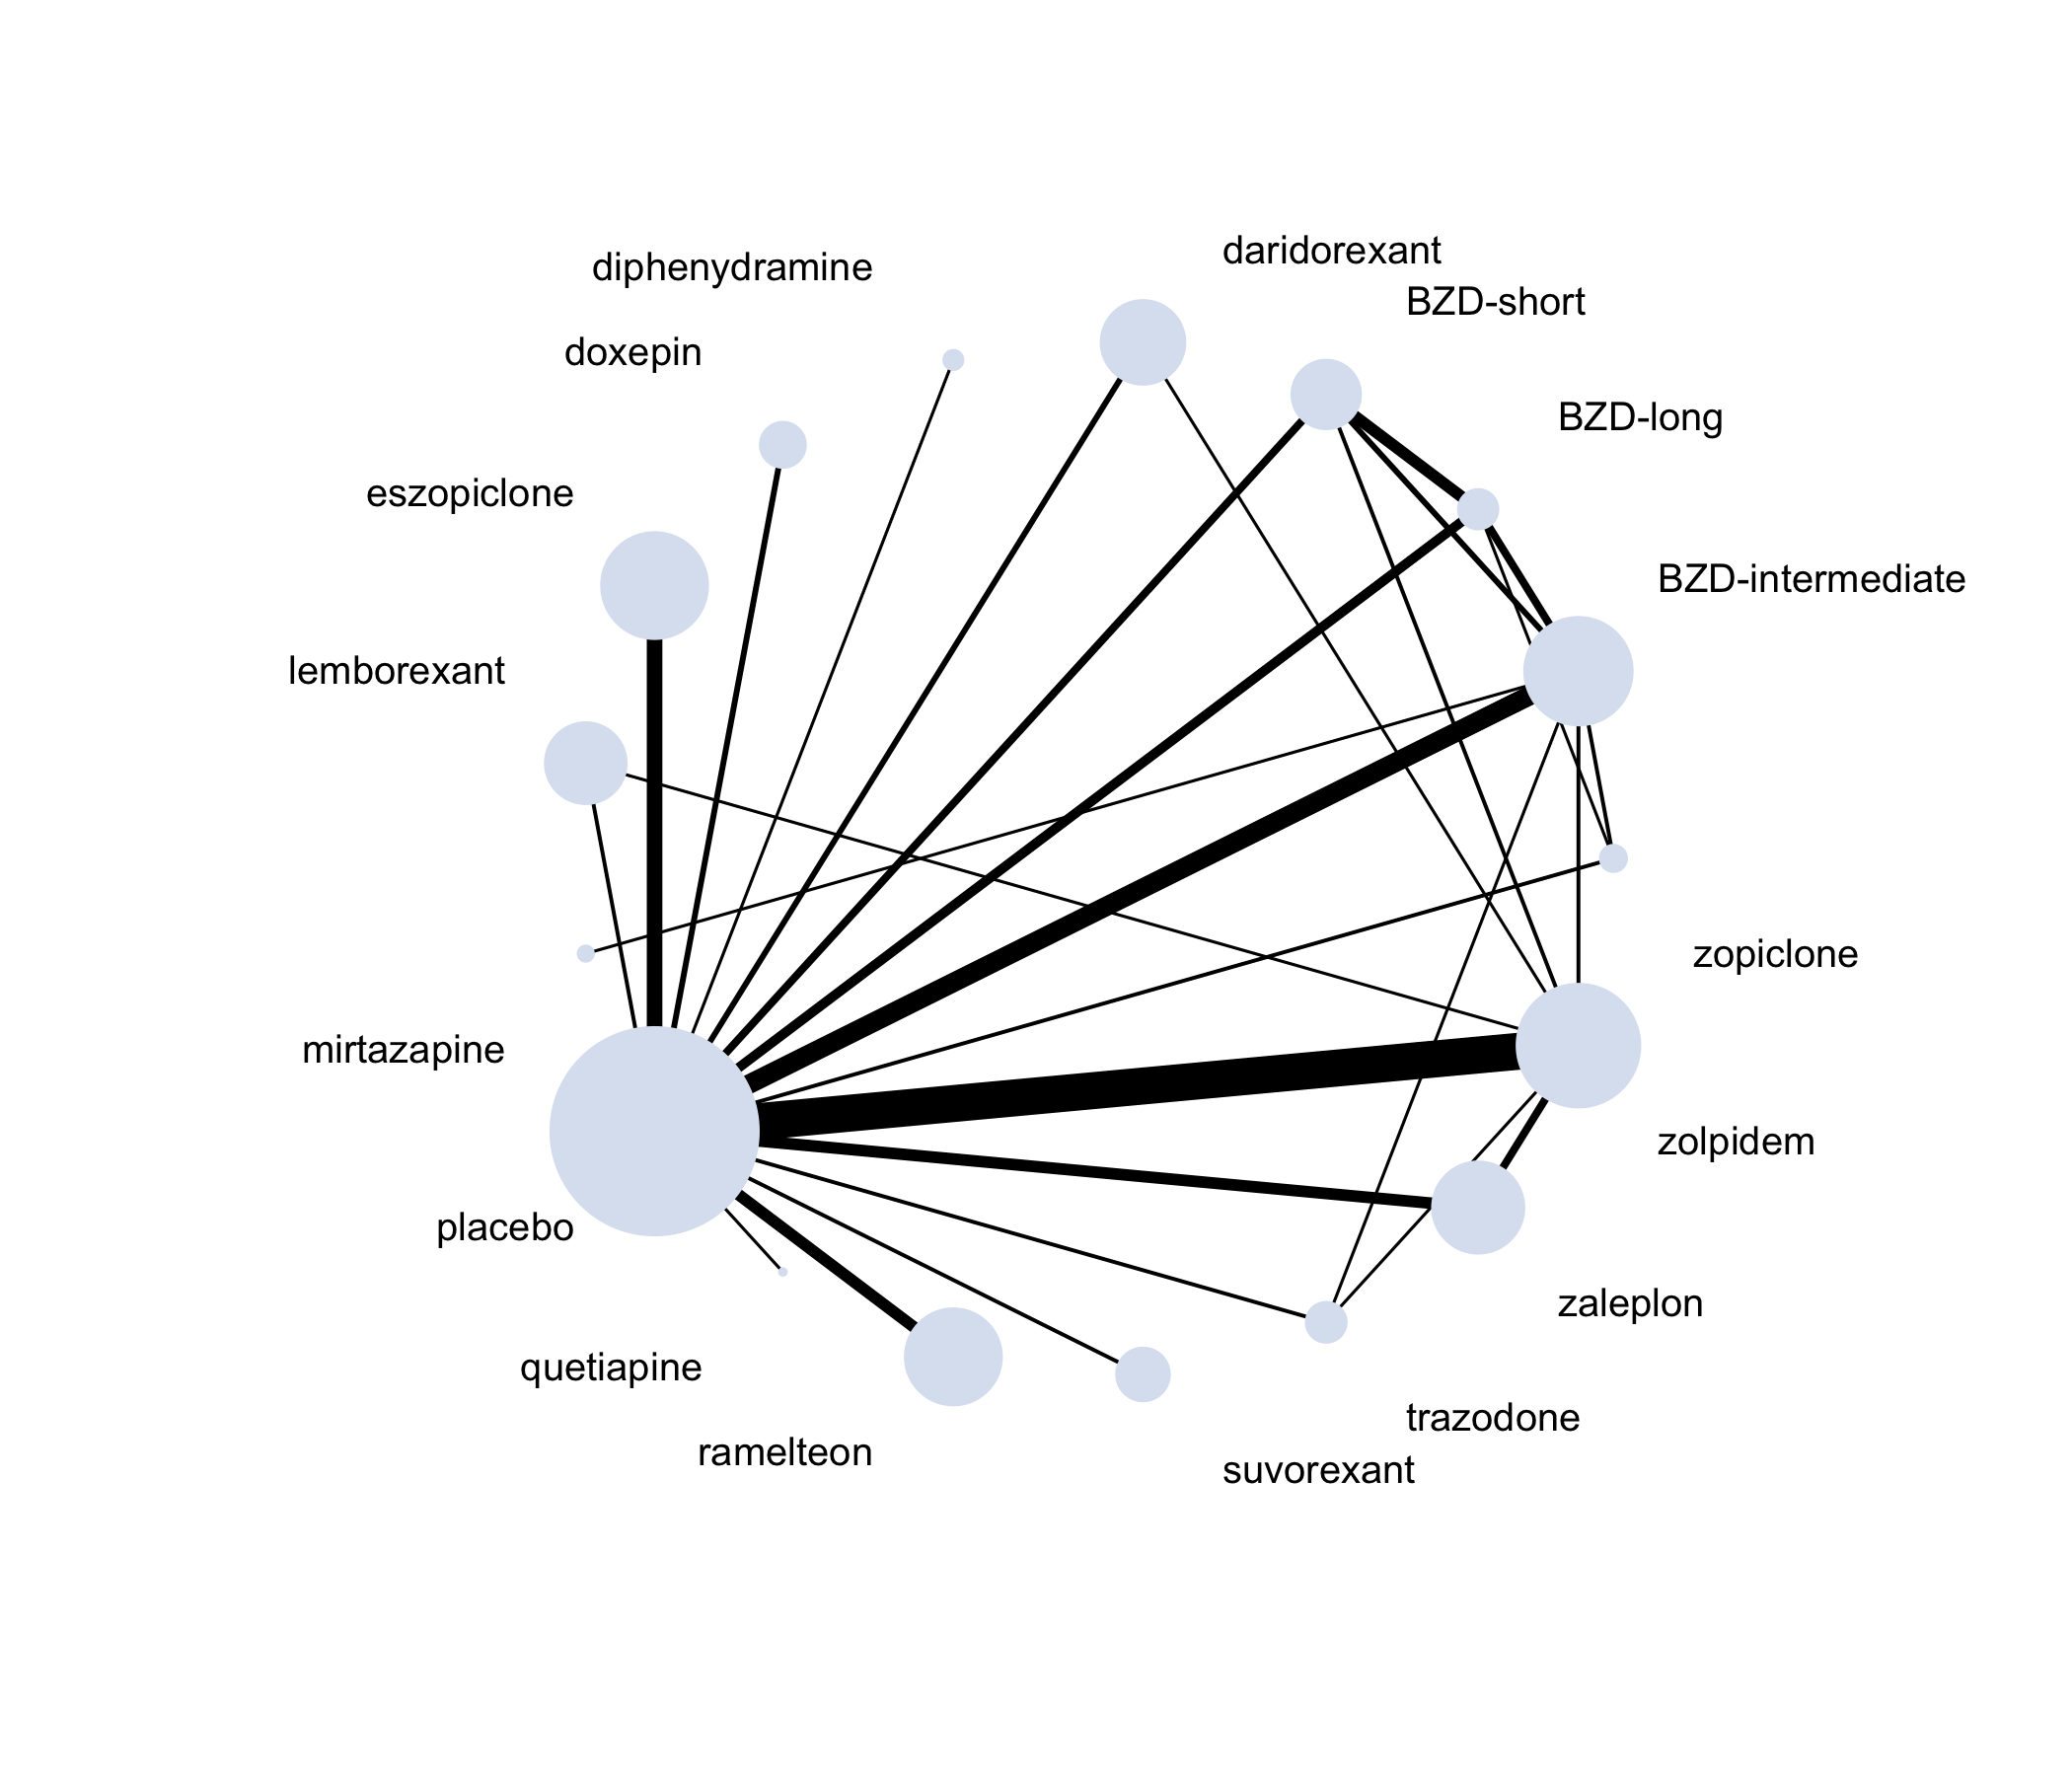 daridorexant
diphenydramine
BZD-short
doxepin
BZD-long
eszopiclone
BZD-intermediate
lemborexant
zopiclone
mirtazapine
zolpidem
placebo
zaleplon
quetiapine
trazodone
ramelteon
suvorexant